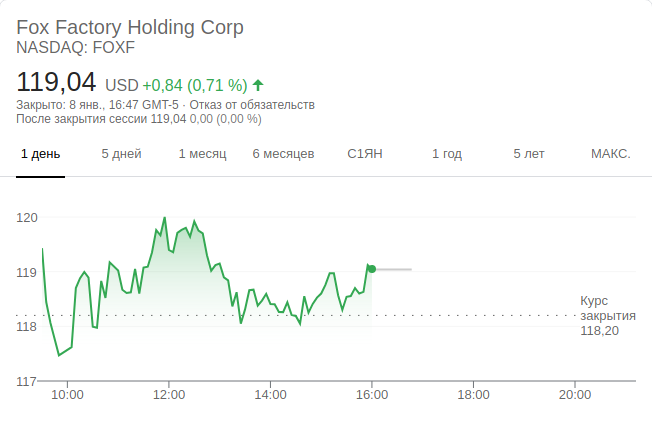 Fox Factory Holding Corp
NASDAQ: FOXF
119,04 USD +0,84 (0,71 %)
Закрыто: 8 янв., 16:47 GMT-5 · Отказ от обязательств
После закрытия сессии 119,04 0,00 (0,00 %)
1 день 5 дней 1 месяц 6 месяцев С1ЯН 1 год 5 лет МАКС.
120
119
118
117
Курс
закрытия
118,20
10:00 12:00 14:00 16:00 18:00 20:00